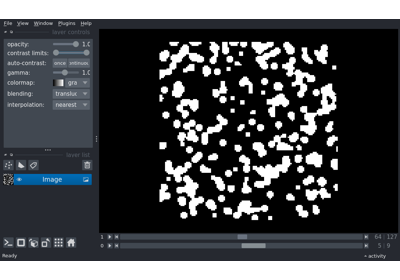 File View Window Plugins Help
layer controls
opacity: 1.0
contrast limits:
auto-contrast: once continuous
gamma: 1.0
colormap: gra
blending: transluc
interpolation: nearest
layer list
Image
1 64 127
0 5 9
Ready activity